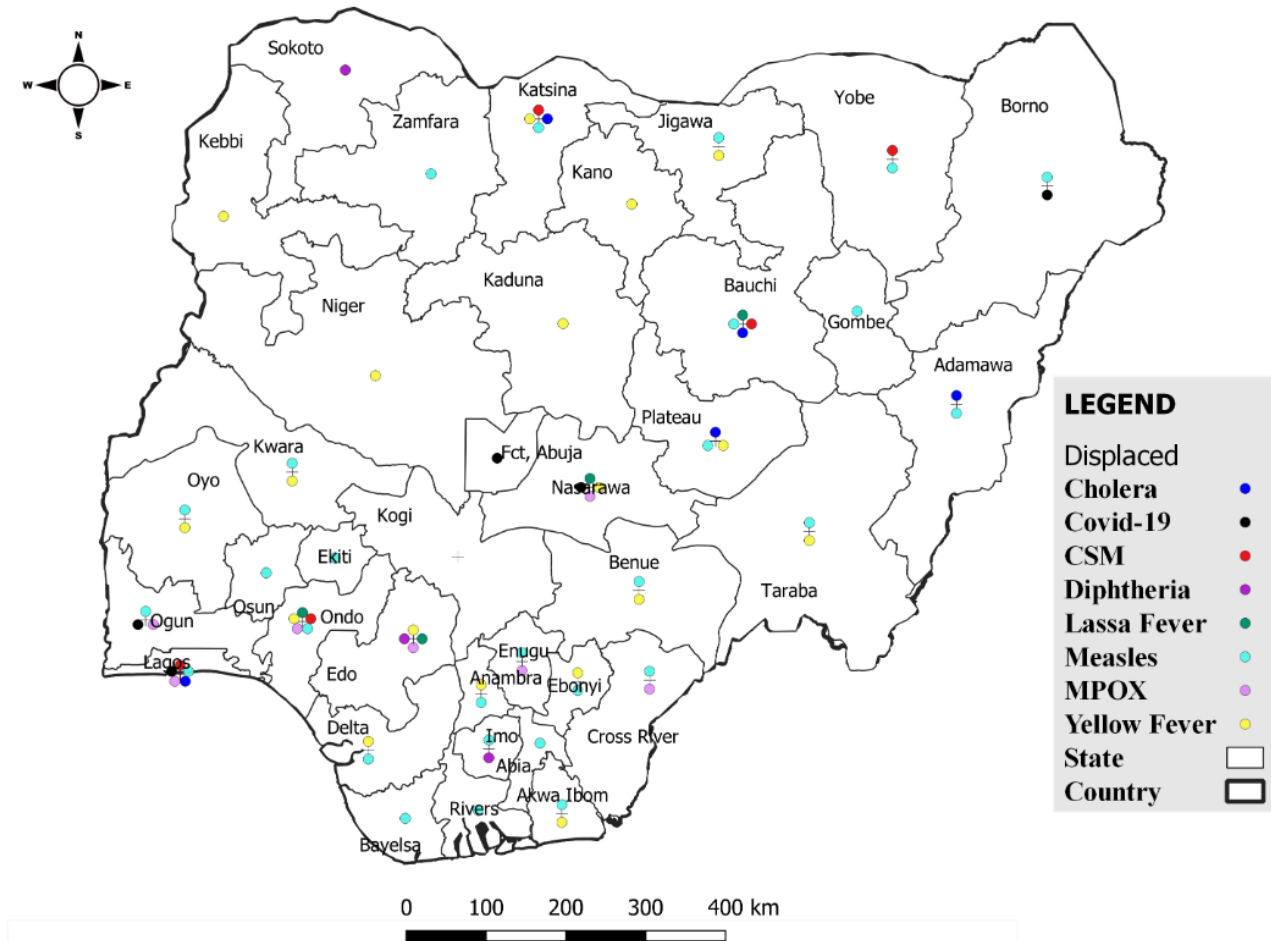 N
W E
S
Sokoto
Katsina
Yobe
Borno
Zamfara
Jigawa
Kebbi
Kano
Kaduna
Bauchi
Niger
Gombe
Adamawa
Plateau
Kwara
Fct, Abuja
Oyo
Nasarawa
Kogi
Ekiti
Benue
Taraba
Osun
Ondo
Ogun
Lagos
Enugu
Edo
Anambra
Ebonyi
Delta
Imo
Cross River
Abia
Akwa Ibom
Rivers
Bayelsa
LEGEND
Displaced
Cholera
Covid-19
CSM
Diphtheria
Lassa Fever
Measles
MPOX
Yellow Fever
State
Country
0 100 200 300 400 km